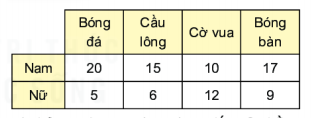 Bóng đá Cầu lông Cờ vua Bóng bàn
Nam 20 15 10 17
Nữ 5 6 12 9